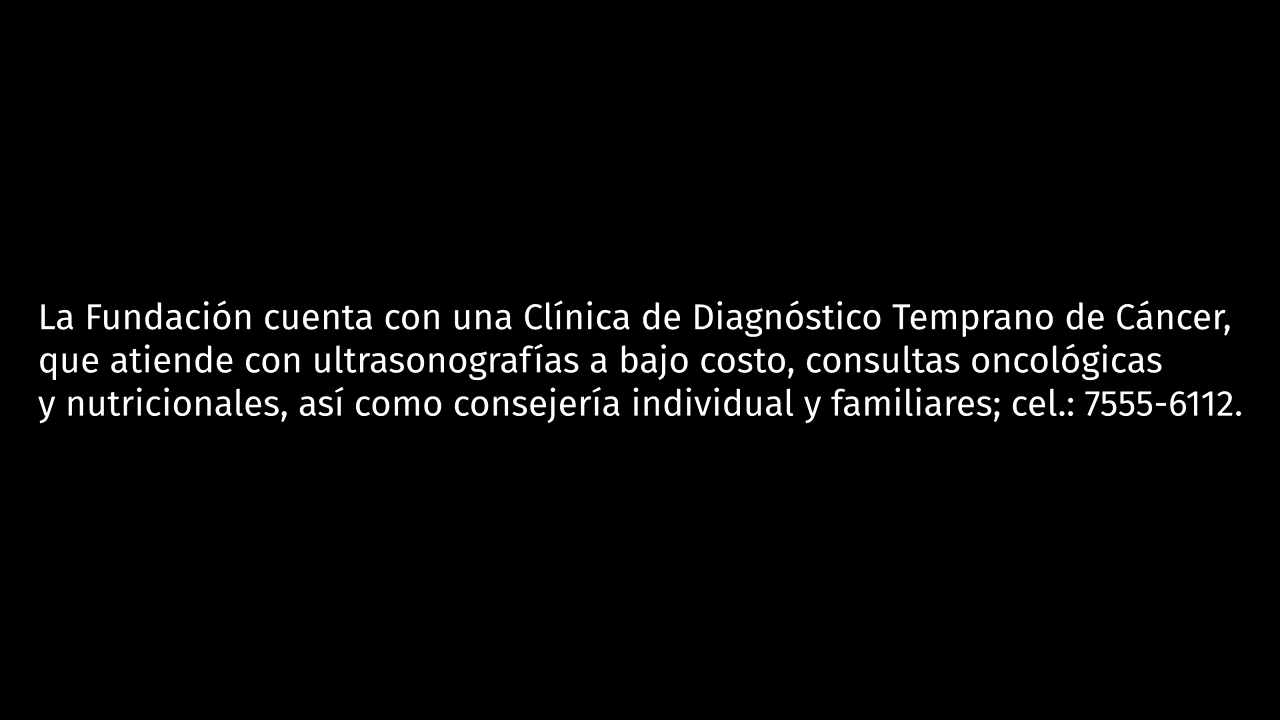 La Fundación cuenta con una Clínica de Diagnóstico Temprano de Cáncer,
que atiende con ultrasonografías a bajo costo, consultas oncológicas
y nutricionales, así como consejería individual y familiares; cel.: 7555-6112.